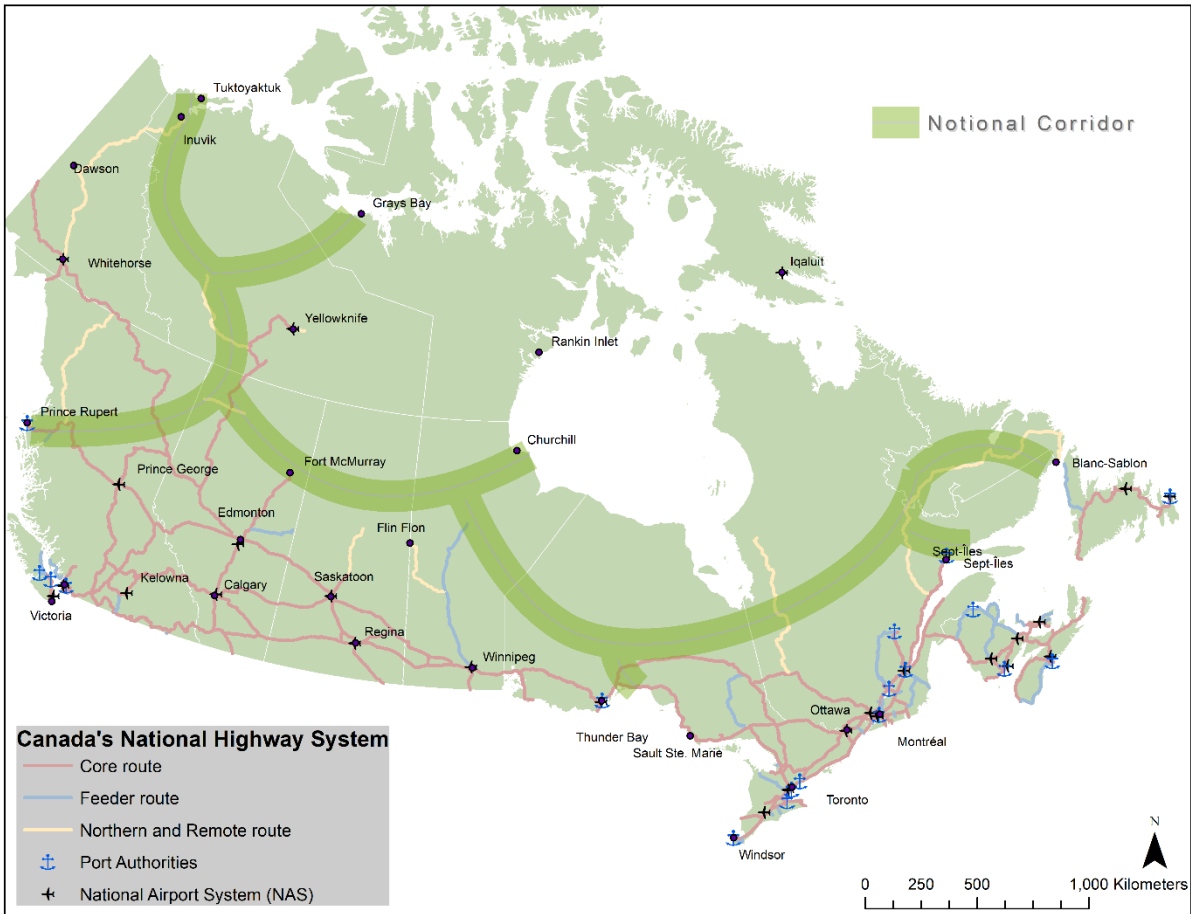 Tuktoyaktuk
Inuvik
Notional Corridor
Dawson
Grays Bay
Whitehorse
Iqaluit
Yellowknife
Rankin Inlet
Prince Rupert
Churchill
Prince George
Fort McMurray
Blanc-Sablon
Edmonton
Flin Flon
Sept-Îles
Sept-Îles
Kelowna
Calgary
Saskatoon
Victoria
Regina
Winnipeg
Ottawa
Thunder Bay
Montréal
Sault Ste. Marie
Toronto
Windsor
Canada's National Highway System
Core route
Feeder route
Northern and Remote route
Port Authorities
National Airport System (NAS)
N
0 250 500 1,000 Kilometers